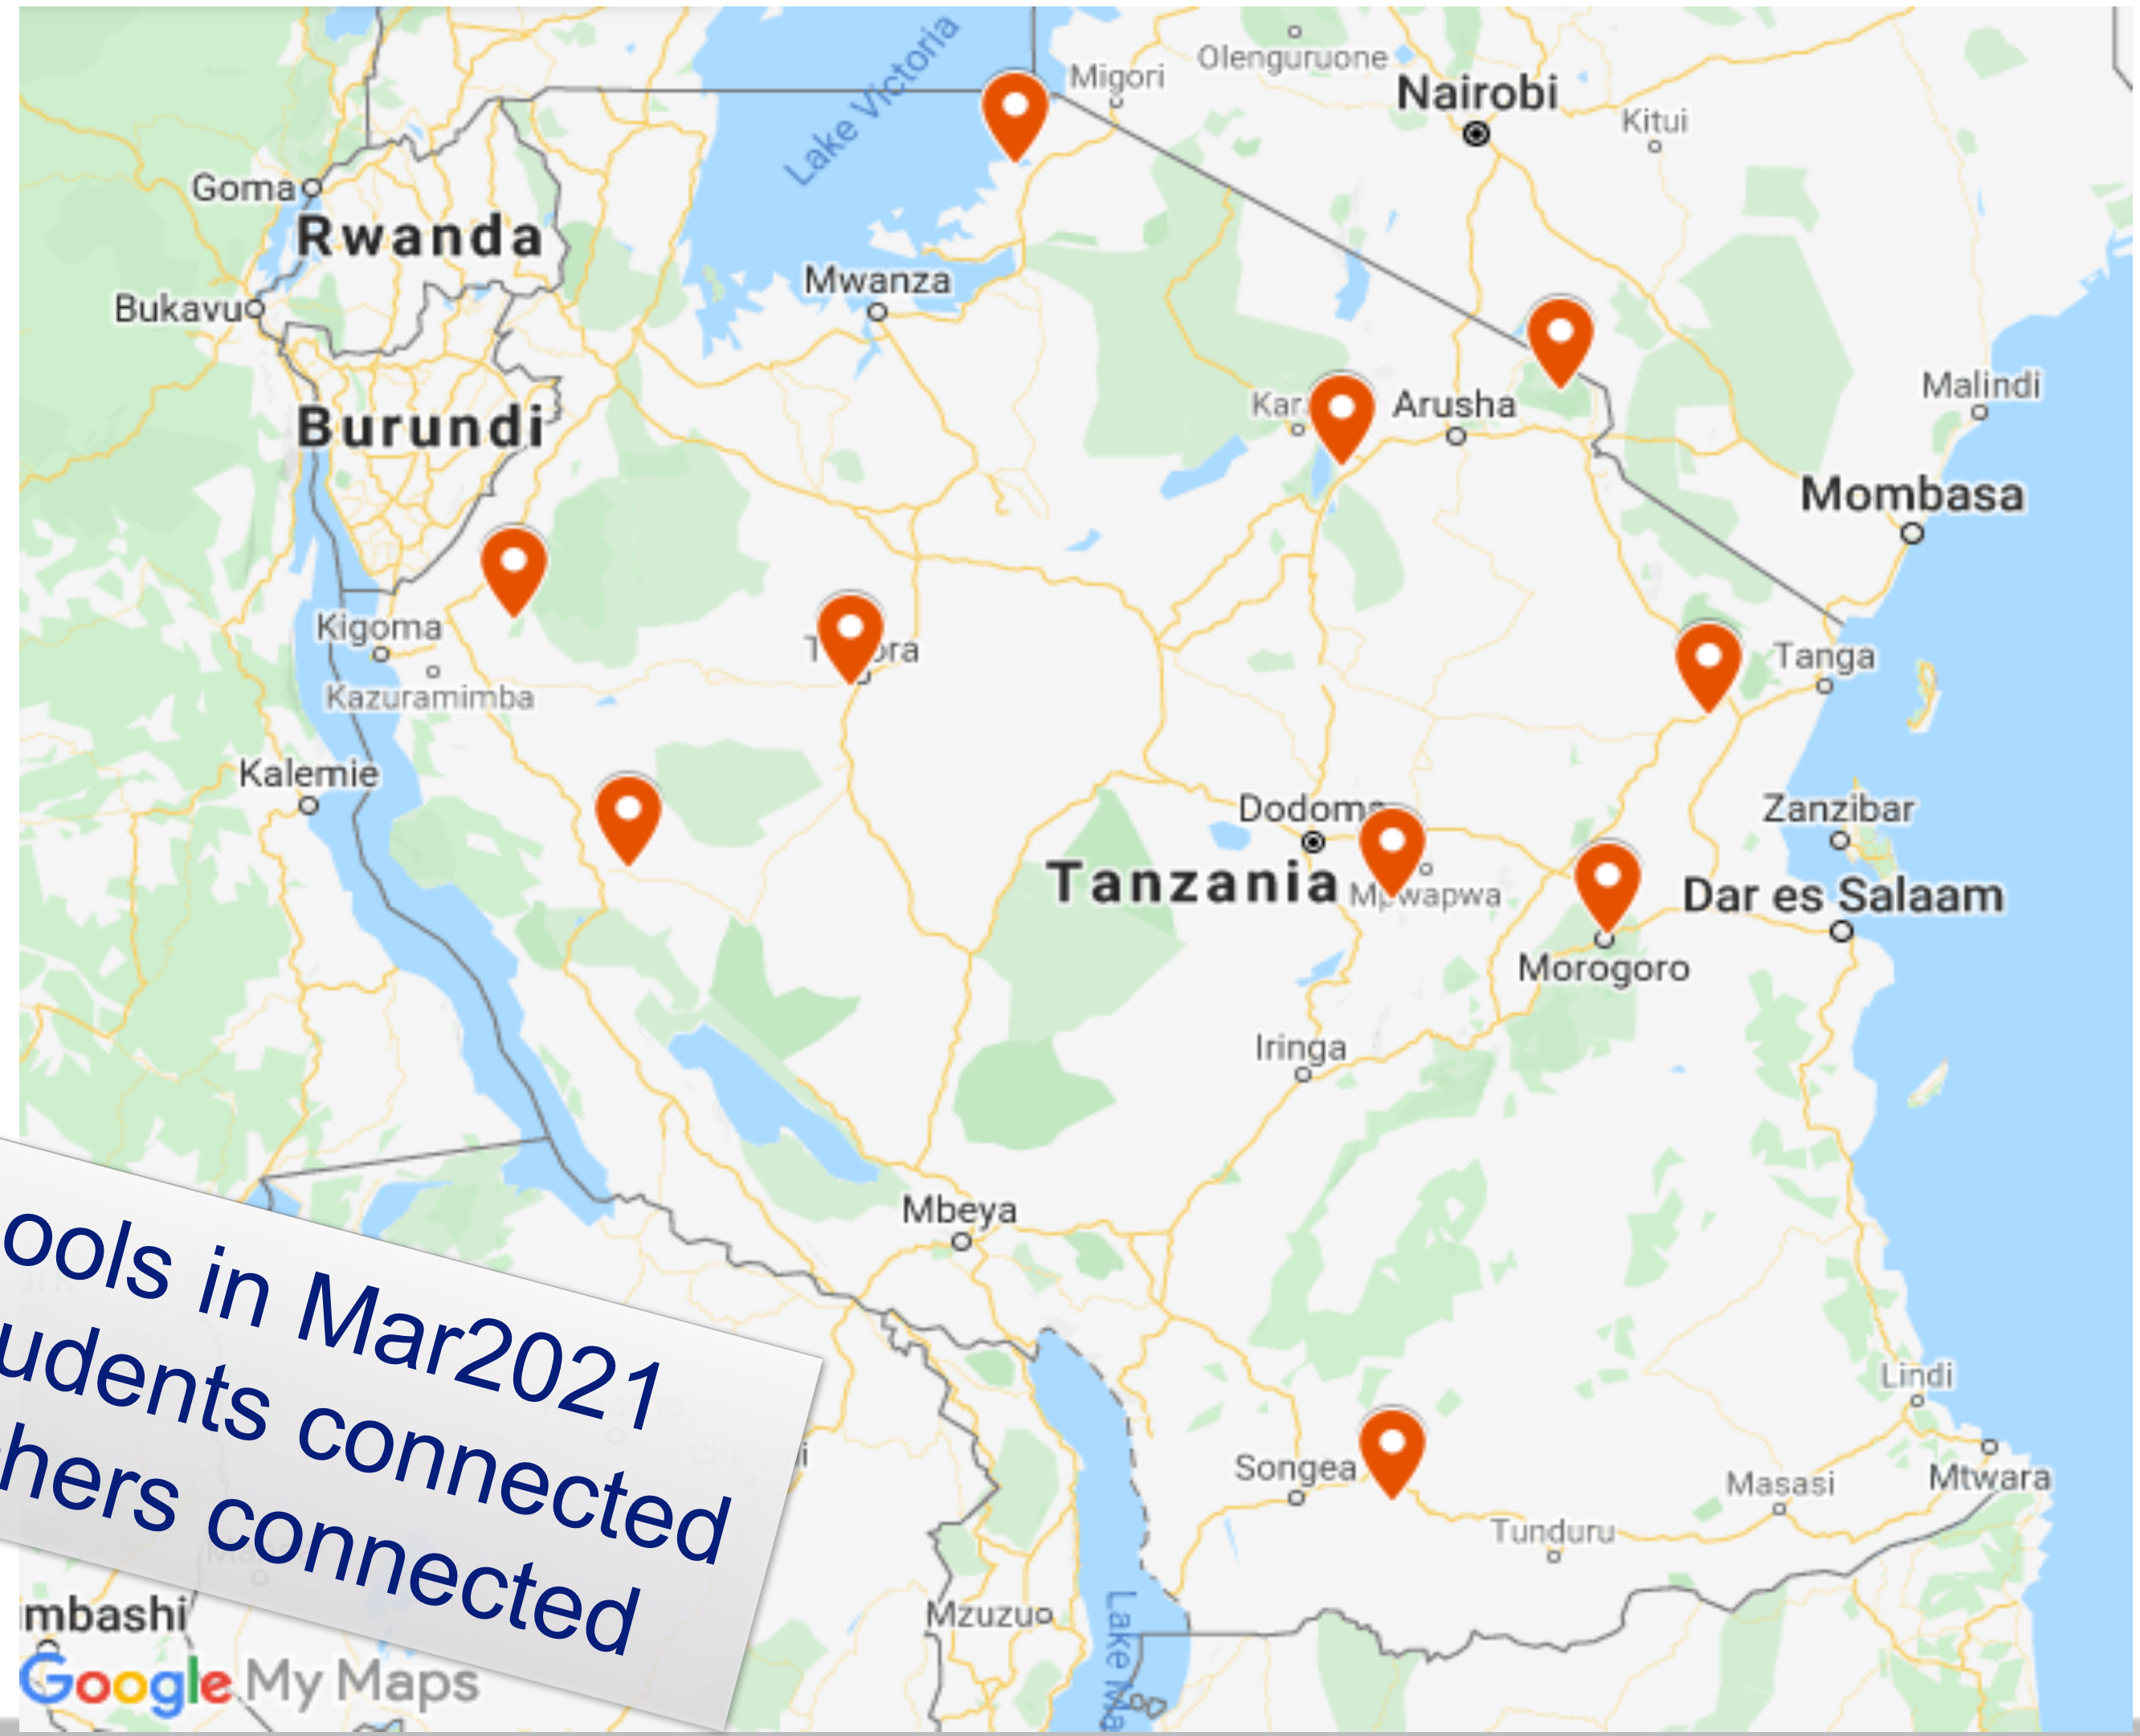 Lake Victoria
Migori
Olenguruone
Nairobi
Kitui
Goma
Rwanda
Bukavu
Mwanza
Burundi
Arusha
Malindi
Mombasa
Kigoma
Kazuramimba
Tanga
Kalemie
Zanzibar
Tanzania
Dar es Salaam
Morogoro
Iringa
Mbeya
ools in Mar2021
udents connected
hers connected
Lindi
Songea
Masasi
Mtwara
Tunduru
Mzuzu
Lake Ma
mbashi
Google My Maps